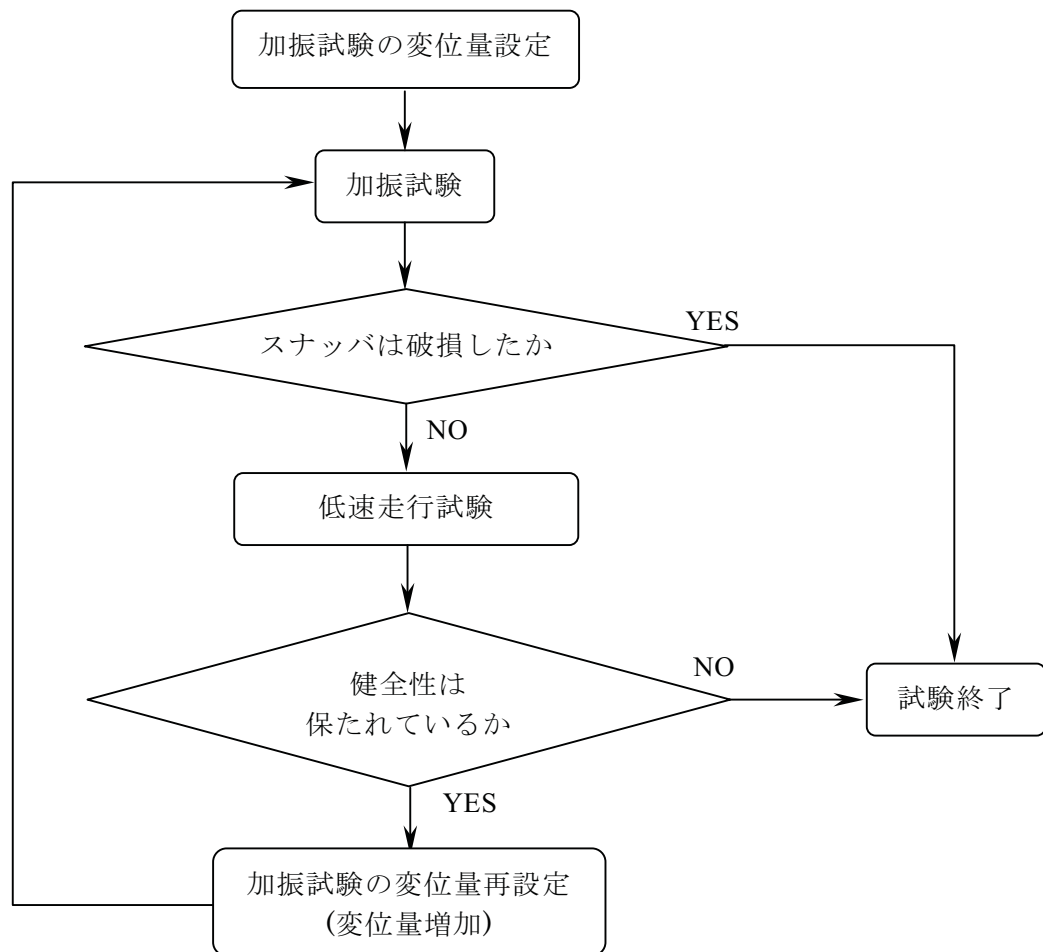 加振試験の変位量設定
加振試験
スナッバは破損したか
YES
NO
低速走行試験
健全性は
保たれているか
NO
試験終了
YES
加振試験の変位量再設定
(変位量増加)